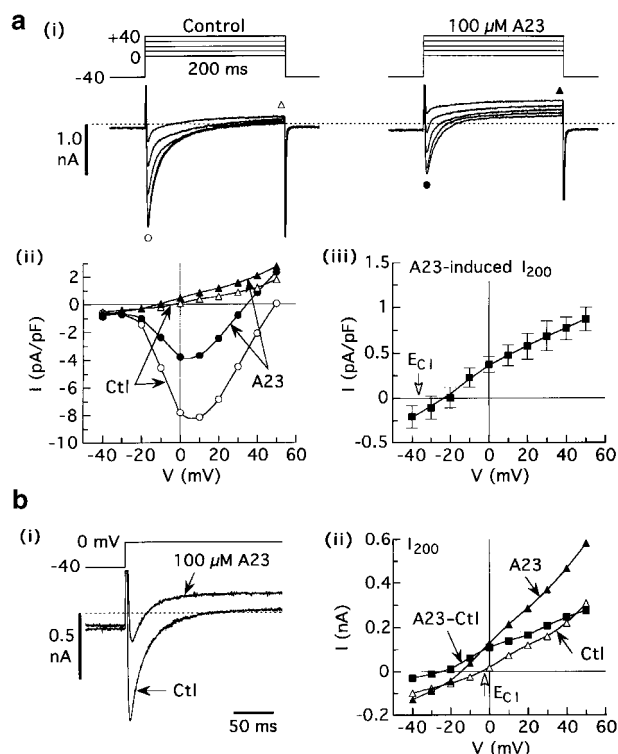 a
(i)
Control
100 µM A23
+40
0
-40
200 ms
1.0
nA
(ii)
I (pA/pF)
2
0
-2
-4
-6
-8
-10
Ctl
A23
-40 -20 0 20 40 60
V (mV)
(iii)
A23-induced I200
I (pA/pF)
1.5
1
0.5
0
-0.5
ECl
-40 -20 0 20 40 60
V (mV)
b
(i)
0 mV
-40
100 µM A23
0.5
nA
Ctl
50 ms
(ii)
I200
I (nA)
0.6
0.4
0.2
0
-0.2
A23
A23-Ctl
Ctl
ECl
-40 -20 0 20 40 60
V (mV)